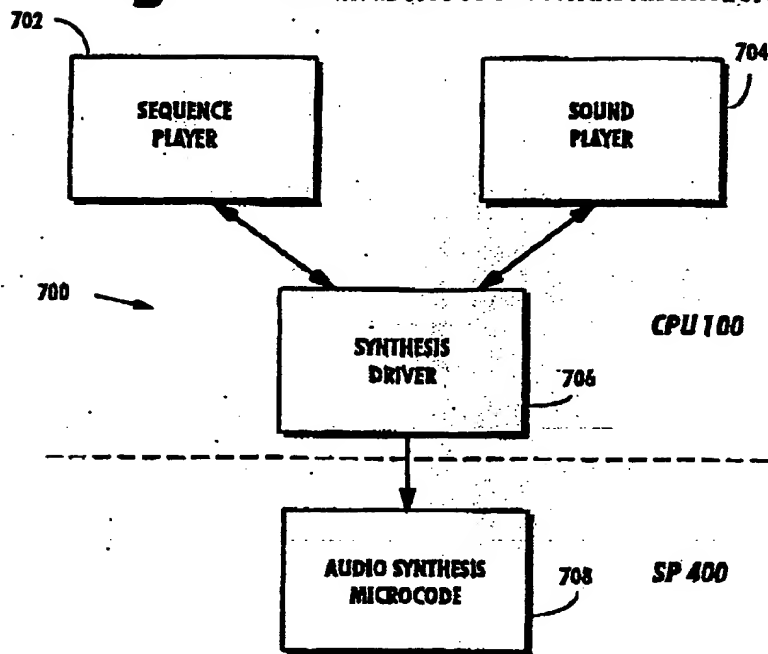 702
704
SEQUENCE
PLAYER
SOUND
PLAYER
700
CPU 100
SYNTHESIS
DRIVER
706
AUDIO SYNTHESIS
MICROCODE
708
SP 400